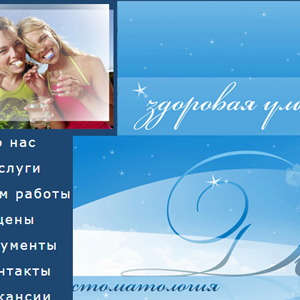 здоровая ул
о нас
слуги
м работы
цены
ументы
нтакты
кансии
стоматология